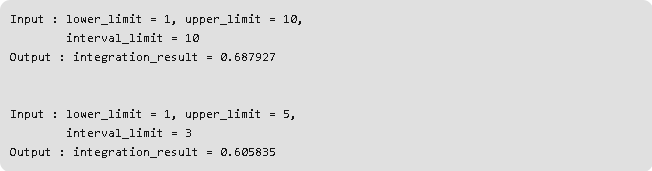 Input : lower_limit = 1, upper_limit = 10,
interval_limit = 10
Output : integration_result = 0.687927
Input : lower_limit = 1, upper_limit = 5,
interval_limit = 3
Output : integration_result = 0.605835